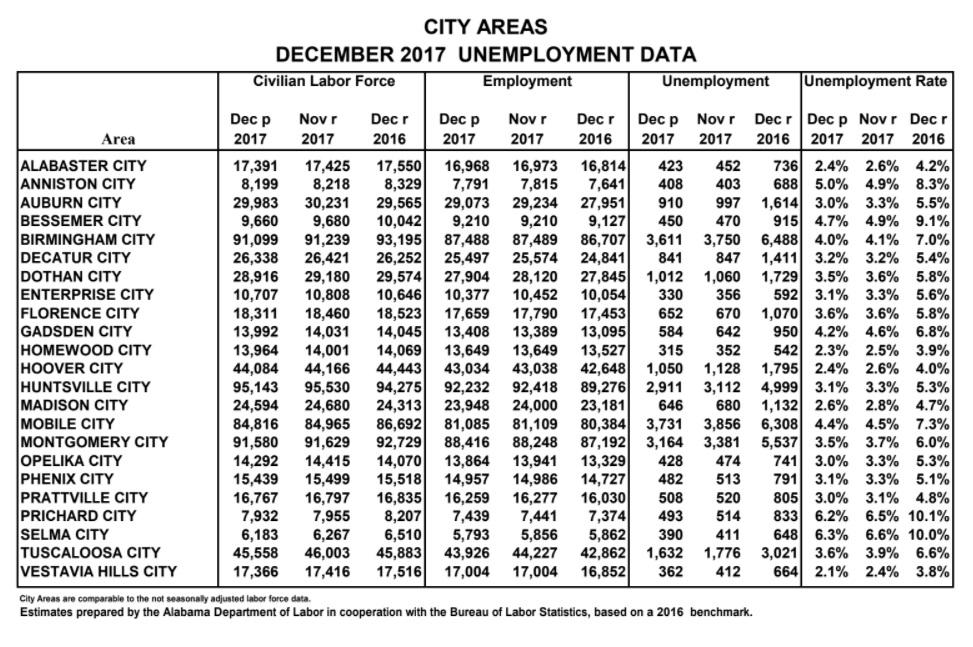 CITY AREAS
DECEMBER 2017 UNEMPLOYMENT DATA
Civilian Labor Force Employment Unemployment Unemployment Rate
Dec p Nov r Dec r Dec p Nov r Dec r Dec p Nov r Dec r Dec p Nov r Dec r
Area 2017 2017 2016 2017 2017 2016 2017 2017 2016 2017 2017 2016
ALABASTER CITY 17,391 17,425 17,550 16,968 16,973 16,814 423 452 736 2.4% 2.6% 4.2%
ANNISTON CITY 8,199 8,218 8,329 7,791 7,815 7,641 408 403 688 5.0% 4.9% 8.3%
AUBURN CITY 29,983 30,231 29,565 29,073 29,234 27,951 910 997 1,614 3.0% 3.3% 5.5%
BESSEMER CITY 9,660 9,680 10,042 9,210 9,210 9,127 450 470 915 4.7% 4.9% 9.1%
BIRMINGHAM CITY 91,099 91,239 93,195 87,488 87,489 86,707 3,611 3,750 6,488 4.0% 4.1% 7.0%
DECATUR CITY 26,338 26,421 26,252 25,497 25,574 24,841 841 847 1,411 3.2% 3.2% 5.4%
DOTHAN CITY 28,916 29,180 29,574 27,904 28,120 27,845 1,012 1,060 1,729 3.5% 3.6% 5.8%
ENTERPRISE CITY 10,707 10,808 10,646 10,377 10,452 10,054 330 356 592 3.1% 3.3% 5.6%
FLORENCE CITY 18,311 18,460 18,523 17,659 17,790 17,453 652 670 1,070 3.6% 3.6% 5.8%
GADSDEN CITY 13,992 14,031 14,045 13,408 13,389 13,095 584 642 950 4.2% 4.6% 6.8%
HOMEWOOD CITY 13,964 14,001 14,069 13,649 13,649 13,527 315 352 542 2.3% 2.5% 3.9%
HOOVER CITY 44,084 44,166 44,443 43,034 43,038 42,648 1,050 1,128 1,795 2.4% 2.6% 4.0%
HUNTSVILLE CITY 95,143 95,530 94,275 92,232 92,418 89,276 2,911 3,112 4,999 3.1% 3.3% 5.3%
MADISON CITY 24,594 24,680 24,313 23,948 24,000 23,181 646 680 1,132 2.6% 2.8% 4.7%
MOBILE CITY 84,816 84,965 86,692 81,085 81,109 80,384 3,731 3,856 6,308 4.4% 4.5% 7.3%
MONTGOMERY CITY 91,580 91,629 92,729 88,416 88,248 87,192 3,164 3,381 5,537 3.5% 3.7% 6.0%
OPELIKA CITY 14,292 14,415 14,070 13,864 13,941 13,329 428 474 741 3.0% 3.3% 5.3%
PHENIX CITY 15,439 15,499 15,518 14,957 14,986 14,727 482 513 791 3.1% 3.3% 5.1%
PRATTVILLE CITY 16,767 16,797 16,835 16,259 16,277 16,030 508 520 805 3.0% 3.1% 4.8%
PRICHARD CITY 7,932 7,955 8,207 7,439 7,441 7,374 493 514 833 6.2% 6.5% 10.1%
SELMA CITY 6,183 6,267 6,510 5,793 5,856 5,862 390 411 648 6.3% 6.6% 10.0%
TUSCALOOSA CITY 45,558 46,003 45,883 43,926 44,227 42,862 1,632 1,776 3,021 3.6% 3.9% 6.6%
VESTAVIA HILLS CITY 17,366 17,416 17,516 17,004 17,004 16,852 362 412 664 2.1% 2.4% 3.8%
City Areas are comparable to the not seasonally adjusted labor force data.
Estimates prepared by the Alabama Department of Labor in cooperation with the Bureau of Labor Statistics, based on a 2016 benchmark.